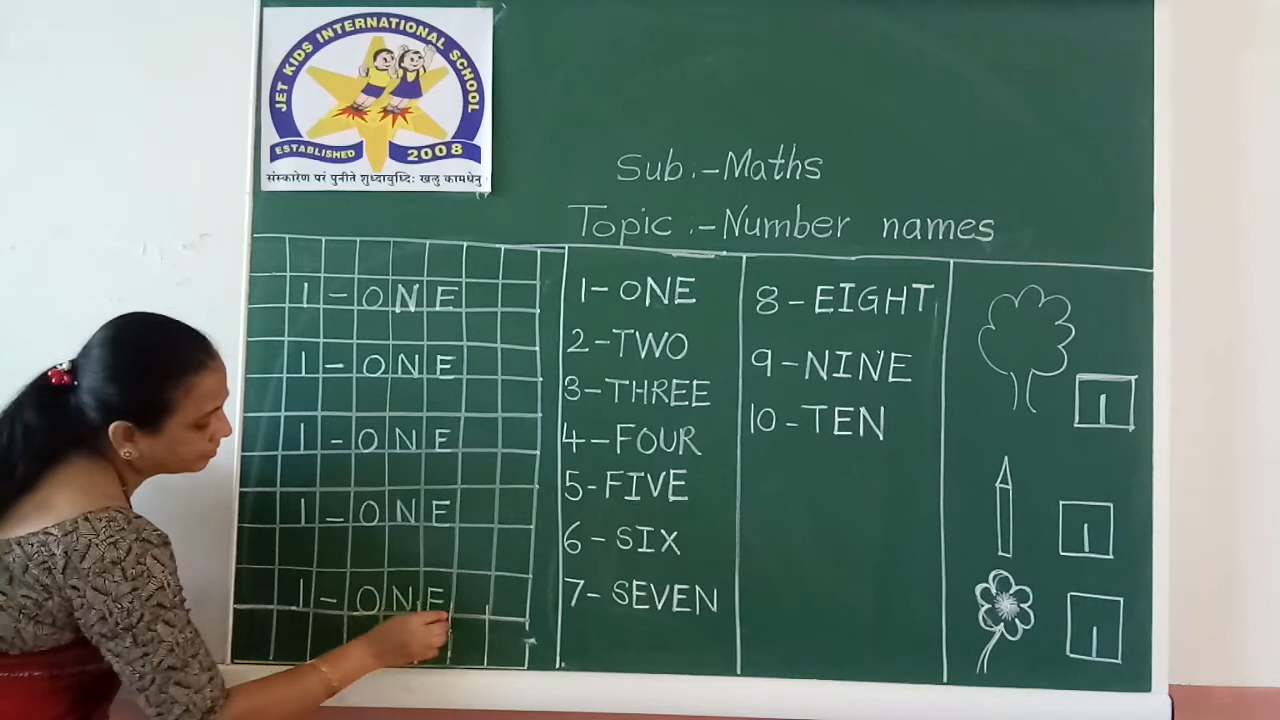 JET KIDS INTERNATIONAL SCHOOL
ESTABLISHED 2008
संस्कारेण परं पुनीते शुध्दावुध्दिः खलु कामधेनु
Sub:-Maths
Topic:-Number names
1-ONE
1-ONE
1-ONE
1-ONE
1-ONE
1-ONE
2-TWO
3-THREE
4-FOUR
5-FIVE
6-SIX
7-SEVEN
8-EIGHT
9-NINE
10-TEN
1
1
1